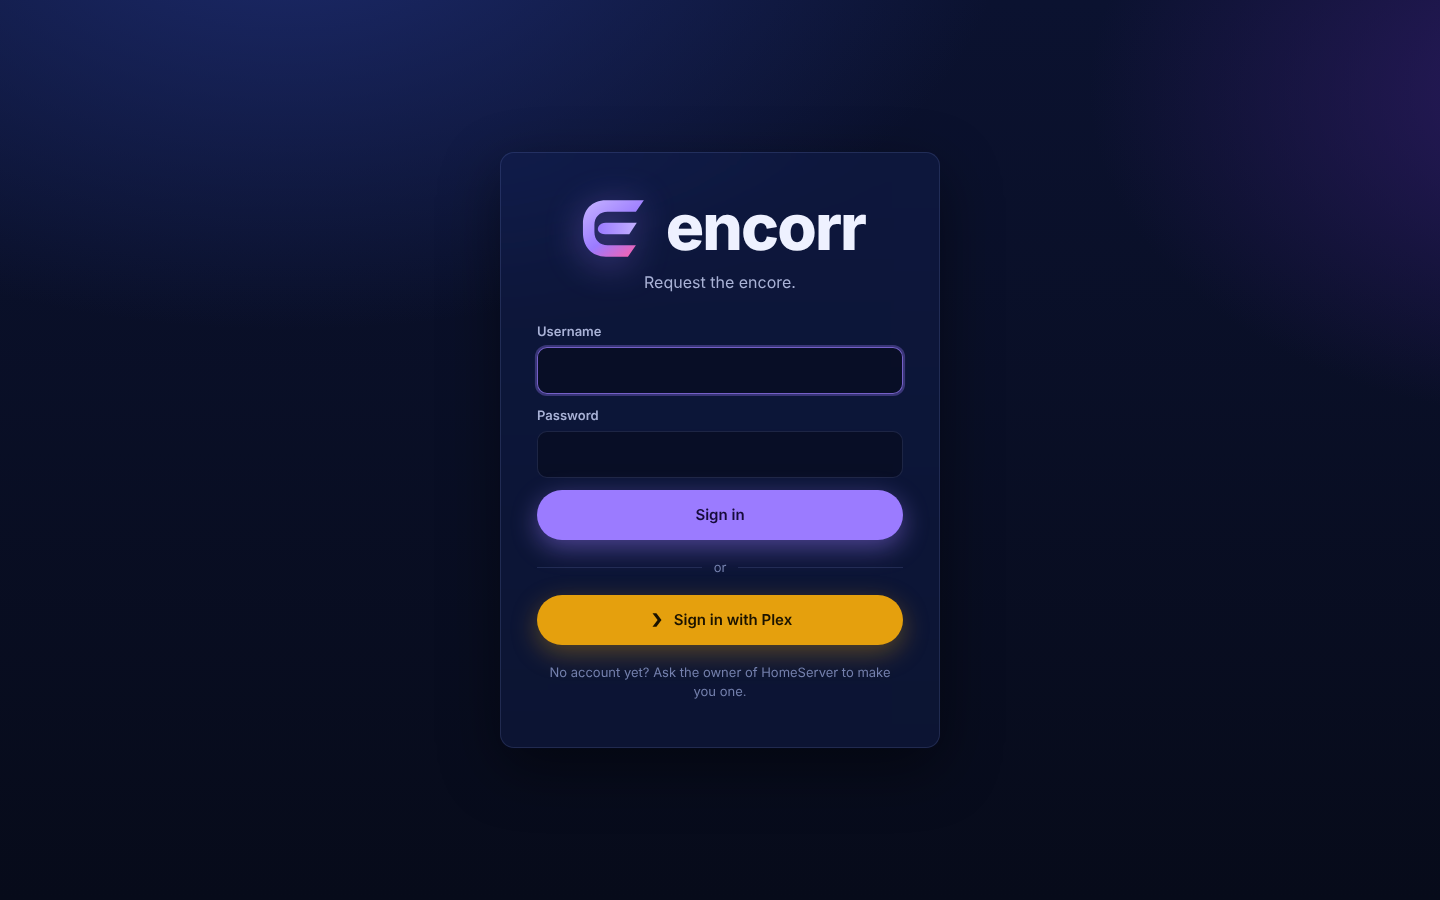 encorr
Request the encore.
Username
Password
Sign in
or
Sign in with Plex
No account yet? Ask the owner of HomeServer to make
you one.